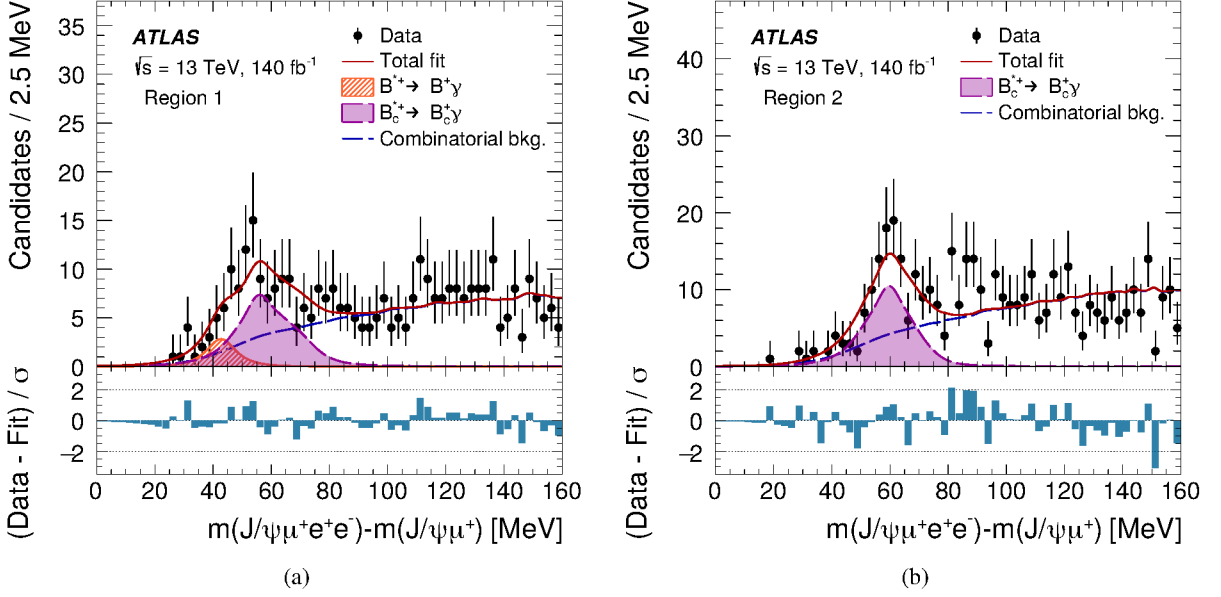 Candidates / 2.5 MeV
35
30
25
20
15
10
5
0
ATLAS
√s = 13 TeV, 140 fb⁻¹
Region 1
Data
Total fit
B*⁺→ B⁺γ
B_c*⁺→ B_c⁺γ
Combinatorial bkg.
(Data - Fit) / σ
2
0
−2
0 20 40 60 80 100 120 140 160
m(J/ψμ⁺e⁺e⁻)−m(J/ψμ⁺) [MeV]
(a)
Candidates / 2.5 MeV
40
30
20
10
0
ATLAS
√s = 13 TeV, 140 fb⁻¹
Region 2
Data
Total fit
B_c*⁺→ B_c⁺γ
Combinatorial bkg.
(Data - Fit) / σ
2
0
−2
0 20 40 60 80 100 120 140 160
m(J/ψμ⁺e⁺e⁻)−m(J/ψμ⁺) [MeV]
(b)